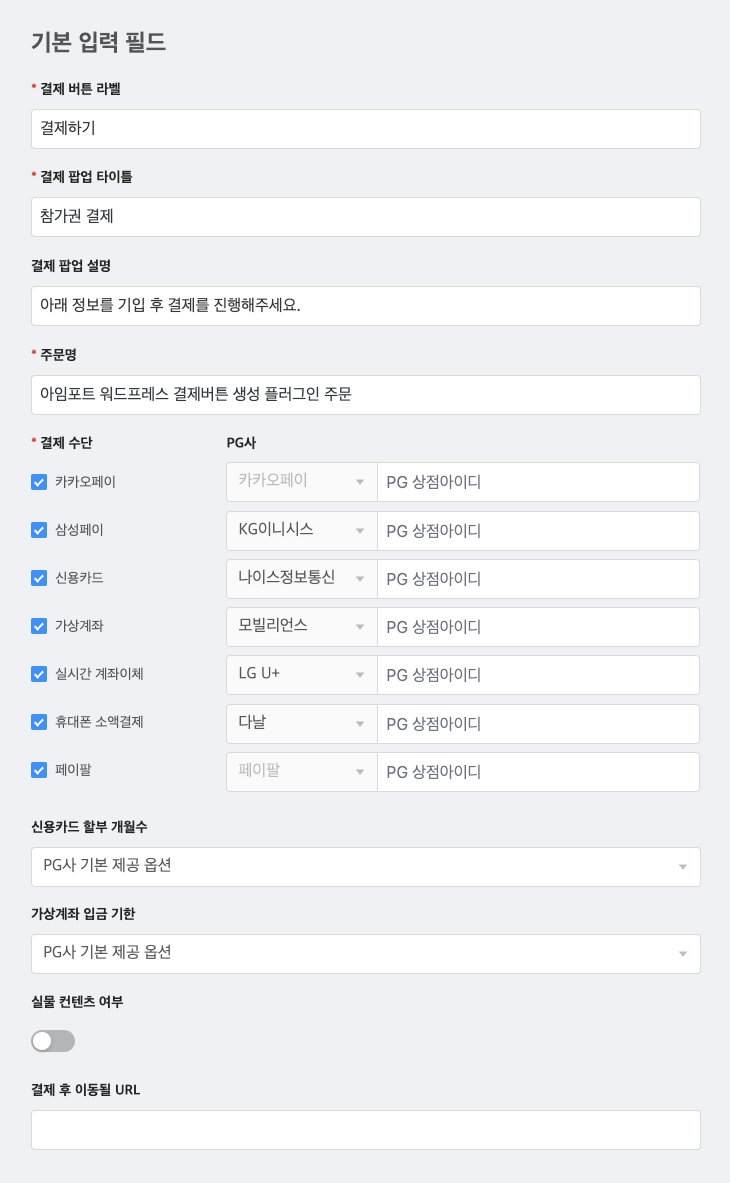 기본 입력 필드
* 결제 버튼 라벨
결제하기
* 결제 팝업 타이틀
참가권 결제
결제 팝업 설명
아래 정보를 기입 후 결제를 진행해주세요.
* 주문명
아임포트 워드프레스 결제버튼 생성 플러그인 주문
* 결제 수단 PG사
카카오페이 카카오페이 PG 상점아이디
삼성페이 KG이니시스 PG 상점아이디
신용카드 나이스정보통신 PG 상점아이디
가상계좌 모빌리언스 PG 상점아이디
실시간 계좌이체 LG U+ PG 상점아이디
휴대폰 소액결제 다날 PG 상점아이디
페이팔 페이팔 PG 상점아이디
신용카드 할부 개월수
PG사 기본 제공 옵션
가상계좌 입금 기한
PG사 기본 제공 옵션
실물 컨텐츠 여부
결제 후 이동될 URL